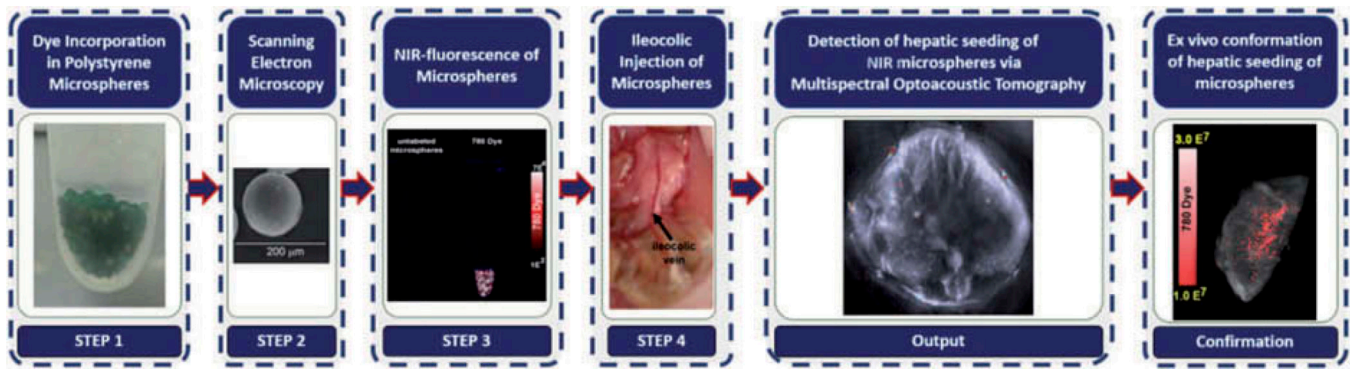 Dye Incorporation
in Polystyrene
Microspheres
STEP 1
Scanning
Electron
Microscopy
200 μm
STEP 2
NIR-fluorescence of
Microspheres
unlabeled
microspheres
780 Dye
780 Dye
1E²
STEP 3
Ileocolic
Injection of
Microspheres
ileocolic
vein
STEP 4
Detection of hepatic seeding of
NIR microspheres via
Multispectral Optoacoustic Tomography
Output
Ex vivo conformation
of hepatic seeding of
microspheres
3.0 E⁷
780 Dye
1.0 E⁷
Confirmation